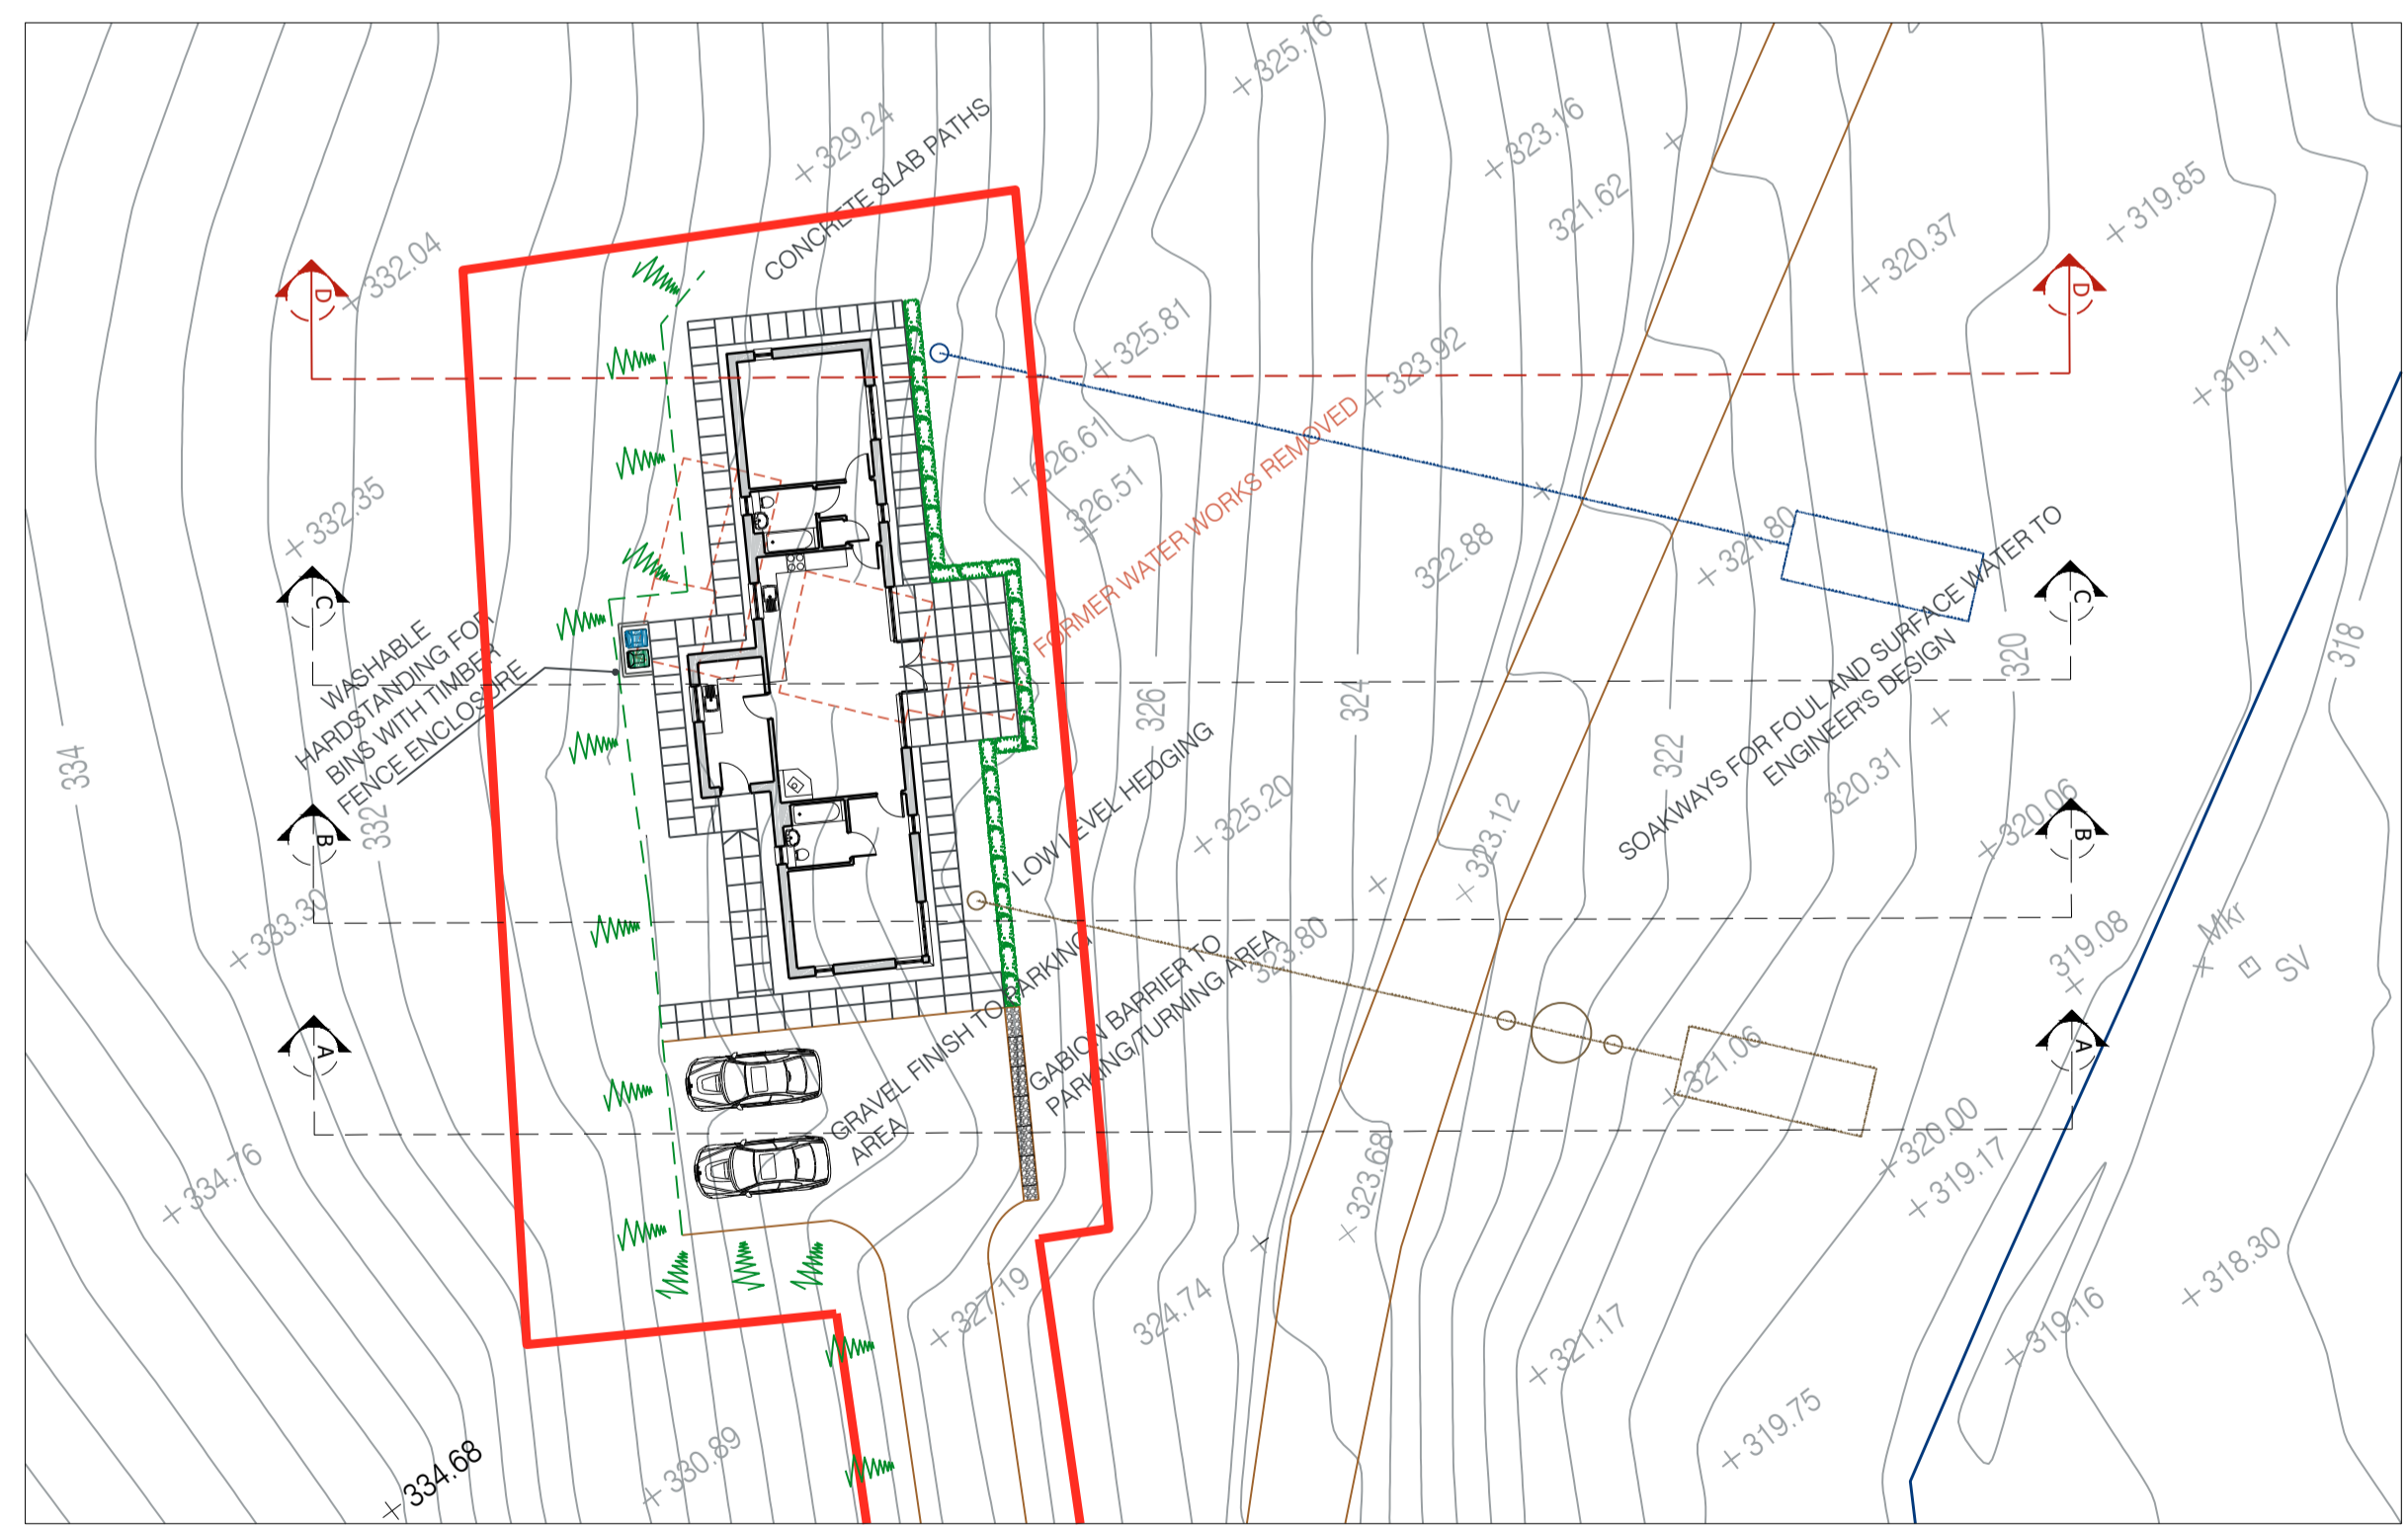 +325.16
+329.24
CONCRETE SLAB PATHS
+323.16
321.62
+319.85
+320.37
+332.04
D
D
+325.81
+323.92
+319.11
+326.61
326.51
FORMER WATER WORKS REMOVED
+332.35
322.88
+321.80
C
C
WASHABLE
HARDSTANDING FOR
BINS WITH TIMBER
FENCE ENCLOSURE
SOAKWAYS FOR FOUL AND SURFACE WATER TO
ENGINEER'S DESIGN
334
332
326
324
322
320
318
LOW LEVEL HEDGING
+325.20
+323.12
320.31
+320.06
B
B
+333.30
323.80
319.08
Mkr
SV
GRAVEL FINISH TO PARKING
AREA
GABION BARRIER TO
PARKING/TURNING AREA
A
A
+321.06
+320.00
+319.17
+334.76
+323.68
+318.30
+327.19
324.74
+321.17
+319.16
+319.75
+330.89
+334.68